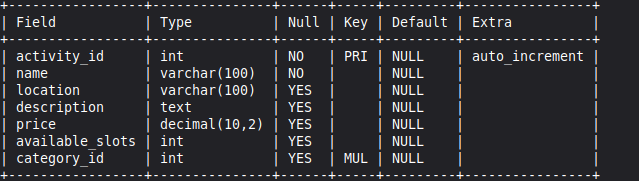 +-----------------+---------------+------+-----+---------+----------------+
| Field           | Type          | Null | Key | Default | Extra          |
+-----------------+---------------+------+-----+---------+----------------+
| activity_id     | int           | NO   | PRI | NULL    | auto_increment |
| name            | varchar(100)  | NO   |     | NULL    |                |
| location        | varchar(100)  | YES  |     | NULL    |                |
| description     | text          | YES  |     | NULL    |                |
| price           | decimal(10,2) | YES  |     | NULL    |                |
| available_slots | int           | YES  |     | NULL    |                |
| category_id     | int           | YES  | MUL | NULL    |                |
+-----------------+---------------+------+-----+---------+----------------+